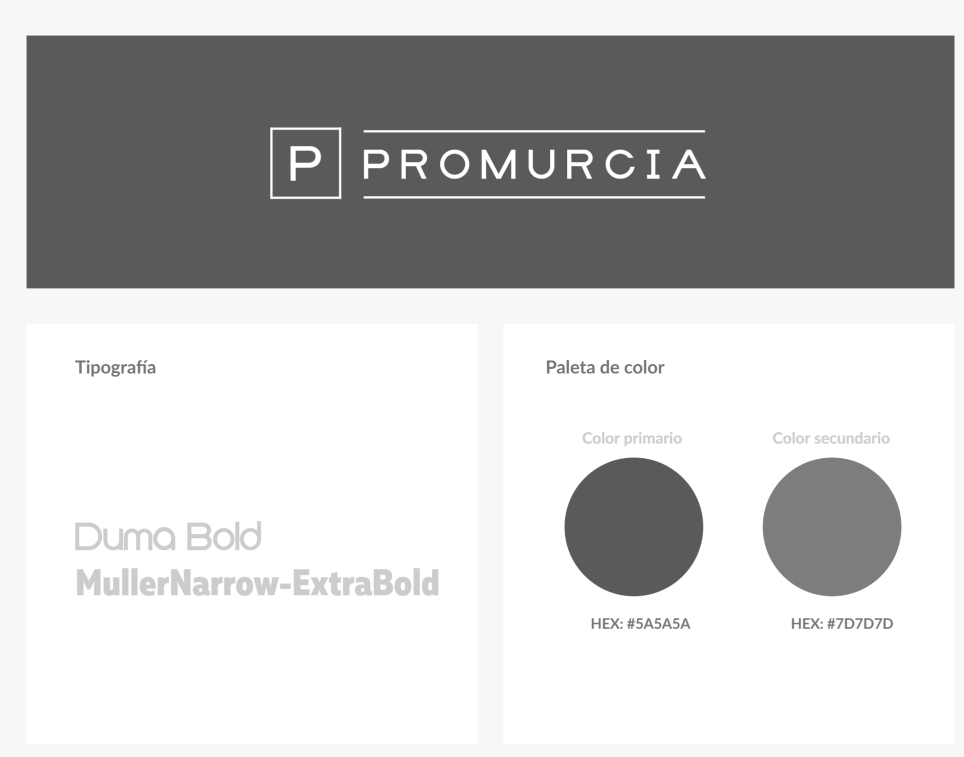 P PROMURCIA
Tipografía
Duma Bold
MullerNarrow-ExtraBold
Paleta de color
Color primario
Color secundario
HEX: #5A5A5A
HEX: #7D7D7D